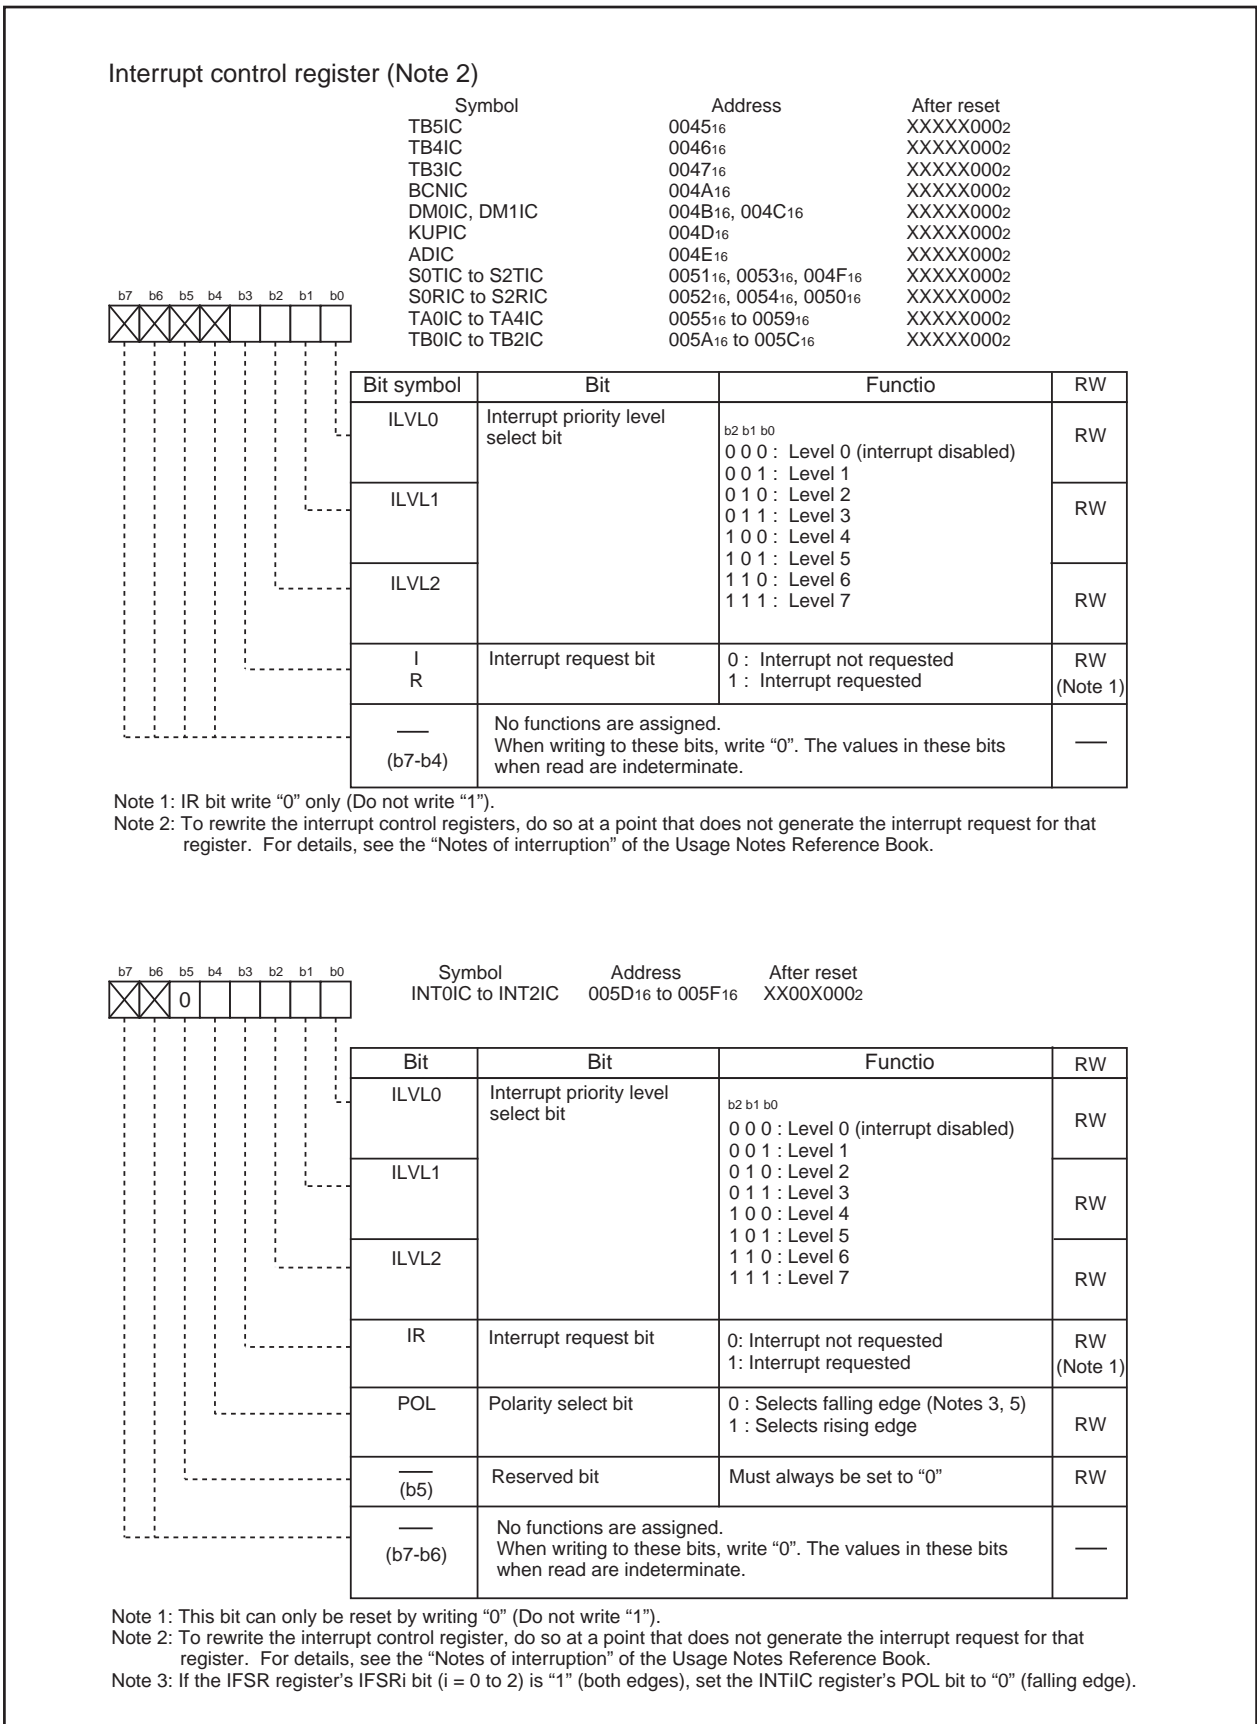 Interrupt control register (Note 2)
Symbol Address After reset
TB5IC 004516 XXXXX0002
TB4IC 004616 XXXXX0002
TB3IC 004716 XXXXX0002
BCNIC 004A16 XXXXX0002
DM0IC, DM1IC 004B16, 004C16 XXXXX0002
KUPIC 004D16 XXXXX0002
ADIC 004E16 XXXXX0002
S0TIC to S2TIC 005116, 005316, 004F16 XXXXX0002
S0RIC to S2RIC 005216, 005416, 005016 XXXXX0002
TA0IC to TA4IC 005516 to 005916 XXXXX0002
TB0IC to TB2IC 005A16 to 005C16 XXXXX0002
b7 b6 b5 b4 b3 b2 b1 b0
Bit symbol Bit Functio RW
ILVL0 Interrupt priority level
select bit
b2 b1 b0
0 0 0 : Level 0 (interrupt disabled) RW
0 0 1 : Level 1
ILVL1 0 1 0 : Level 2 RW
0 1 1 : Level 3
1 0 0 : Level 4
1 0 1 : Level 5
ILVL2 1 1 0 : Level 6
1 1 1 : Level 7 RW
I Interrupt request bit 0 : Interrupt not requested RW
R 1 : Interrupt requested (Note 1)
No functions are assigned.
(b7-b4) When writing to these bits, write “0”. The values in these bits
when read are indeterminate.
Note 1: IR bit write “0” only (Do not write “1”).
Note 2: To rewrite the interrupt control registers, do so at a point that does not generate the interrupt request for that
register. For details, see the “Notes of interruption” of the Usage Notes Reference Book.
b7 b6 b5 b4 b3 b2 b1 b0
0
Symbol Address After reset
INT0IC to INT2IC 005D16 to 005F16 XX00X0002
Bit Bit Functio RW
ILVL0 Interrupt priority level
select bit
b2 b1 b0
0 0 0 : Level 0 (interrupt disabled) RW
0 0 1 : Level 1
ILVL1 0 1 0 : Level 2
0 1 1 : Level 3 RW
1 0 0 : Level 4
1 0 1 : Level 5
ILVL2 1 1 0 : Level 6
1 1 1 : Level 7 RW
IR Interrupt request bit 0: Interrupt not requested RW
1: Interrupt requested (Note 1)
POL Polarity select bit 0 : Selects falling edge (Notes 3, 5)
1 : Selects rising edge RW
(b5) Reserved bit Must always be set to “0” RW
No functions are assigned.
(b7-b6) When writing to these bits, write “0”. The values in these bits
when read are indeterminate.
Note 1: This bit can only be reset by writing “0” (Do not write “1”).
Note 2: To rewrite the interrupt control register, do so at a point that does not generate the interrupt request for that
register. For details, see the “Notes of interruption” of the Usage Notes Reference Book.
Note 3: If the IFSR register’s IFSRi bit (i = 0 to 2) is “1” (both edges), set the INTiIC register’s POL bit to “0” (falling edge).